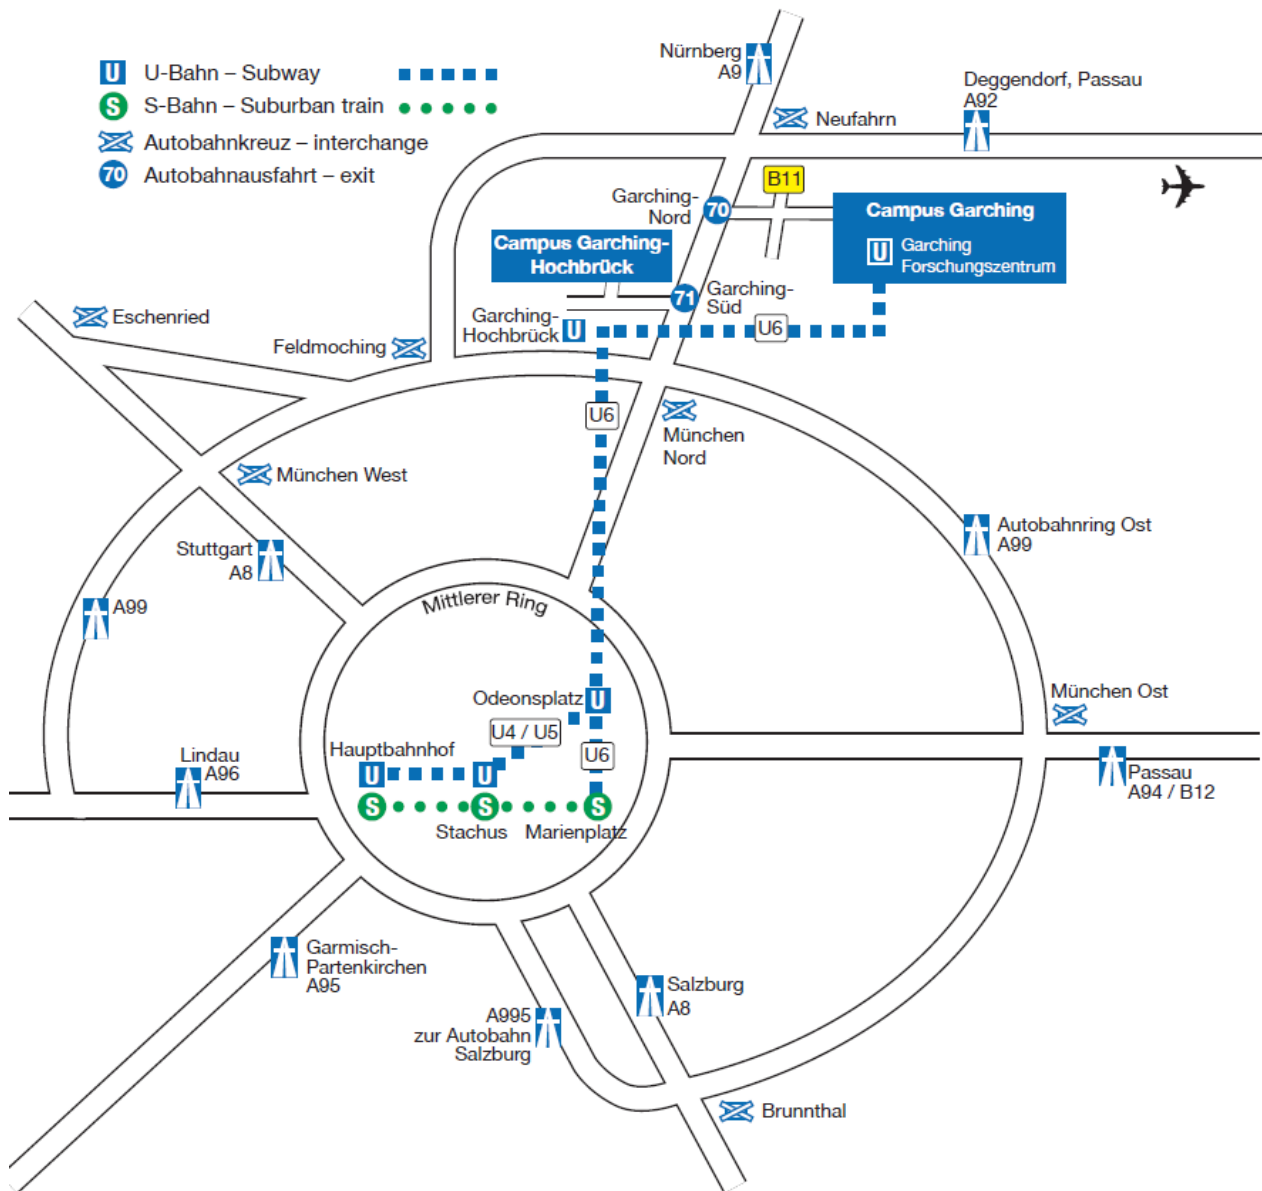 U U-Bahn – Subway
S S-Bahn – Suburban train
Autobahnkreuz – interchange
70 Autobahnausfahrt – exit
Nürnberg
A9
Deggendorf, Passau
A92
Neufahrn
B11
Garching-
Nord
70
Campus Garching
U Garching
Forschungszentrum
Campus Garching-
Hochbrück
71
Garching-
Süd
Garching-
Hochbrück
U
U6
Eschenried
Feldmoching
U6
München
Nord
München West
Autobahnring Ost
A99
Stuttgart
A8
A99
Mittlerer Ring
Odeonsplatz
U
U4 / U5
U6
München Ost
Hauptbahnhof
U
U
Lindau
A96
Passau
A94 / B12
S
S
S
Stachus
Marienplatz
Garmisch-
Partenkirchen
A95
Salzburg
A8
A995
zur Autobahn
Salzburg
Brunnthal